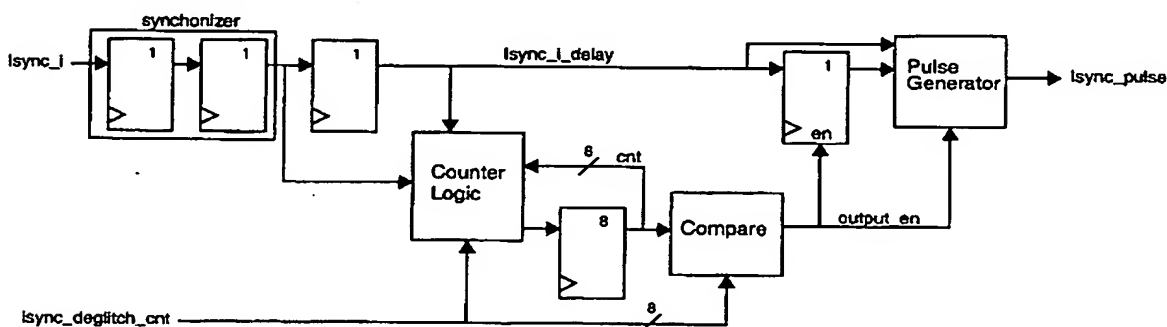 synchonizer
lsync_i
1
1
1
lsync_i_delay
1
en
Pulse
Generator
lsync_pulse
Counter
Logic
8
cnt
8
Compare
output_en
lsync_deglitch_cnt
8